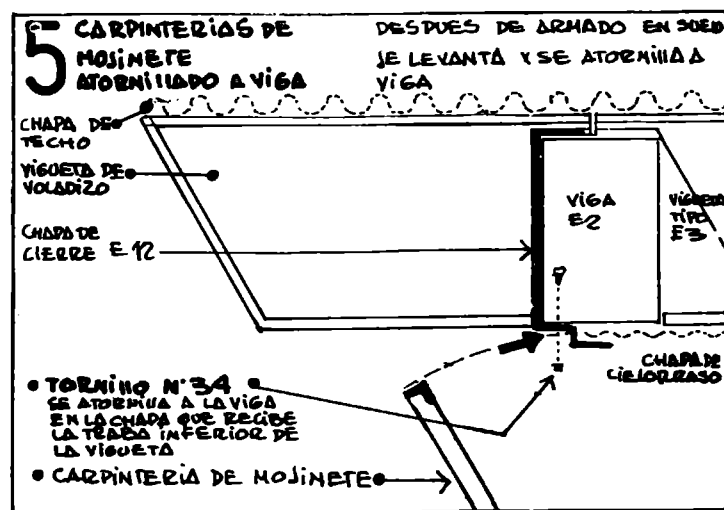 5 CARPINTERIAS DE
MOJINETE
ATORNILLADO A VIGA
DESPUES DE ARMADO EN SUELO
SE LEVANTA Y SE ATORNILLA A
VIGA
CHAPA DE
TECHO
VIGUETA DE
VOLADIZO
CHAPA DE
CIERRE E 12
VIGA
E2
VIGUETA
TIPO
E3
CHAPA DE
CIELORRASO
• TORNILLO N°34
SE ATORNILLA A LA VIGA
EN LA CHAPA QUE RECIBE
LA TRABA INFERIOR DE
LA VIGUETA
• CARPINTERIA DE MOJINETE